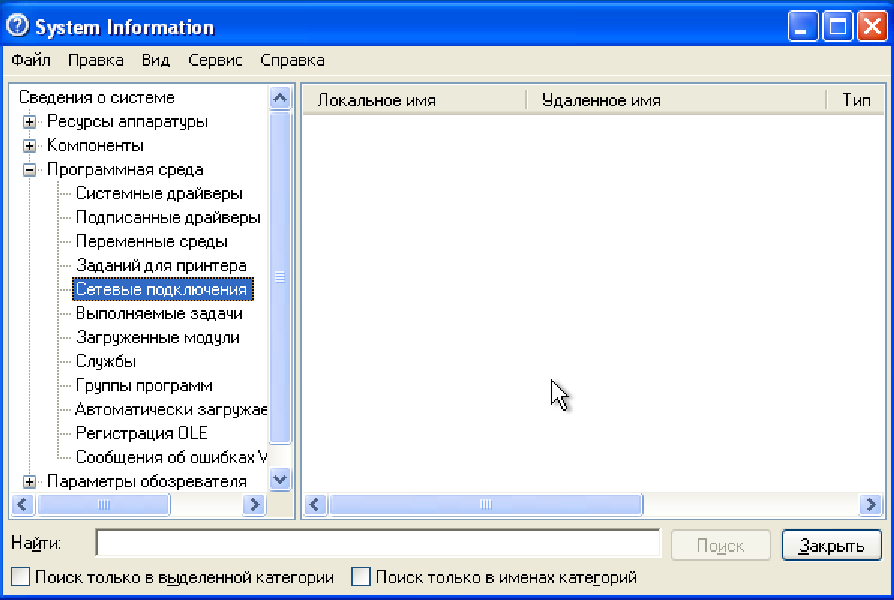 System Information
Файл Правка Вид Сервис Справка
Сведения о системе
Ресурсы аппаратуры
Компоненты
Программная среда
Системные драйверы
Подписанные драйверы
Переменные среды
Заданий для принтера
Сетевые подключения
Выполняемые задачи
Загруженные модули
Службы
Группы программ
Автоматически загружае
Регистрация OLE
Сообщения об ошибках W
Параметры обозревателя
Локальное имя Удаленное имя Тип
Найти: Поиск Закрыть
Поиск только в выделенной категории Поиск только в именах категорий